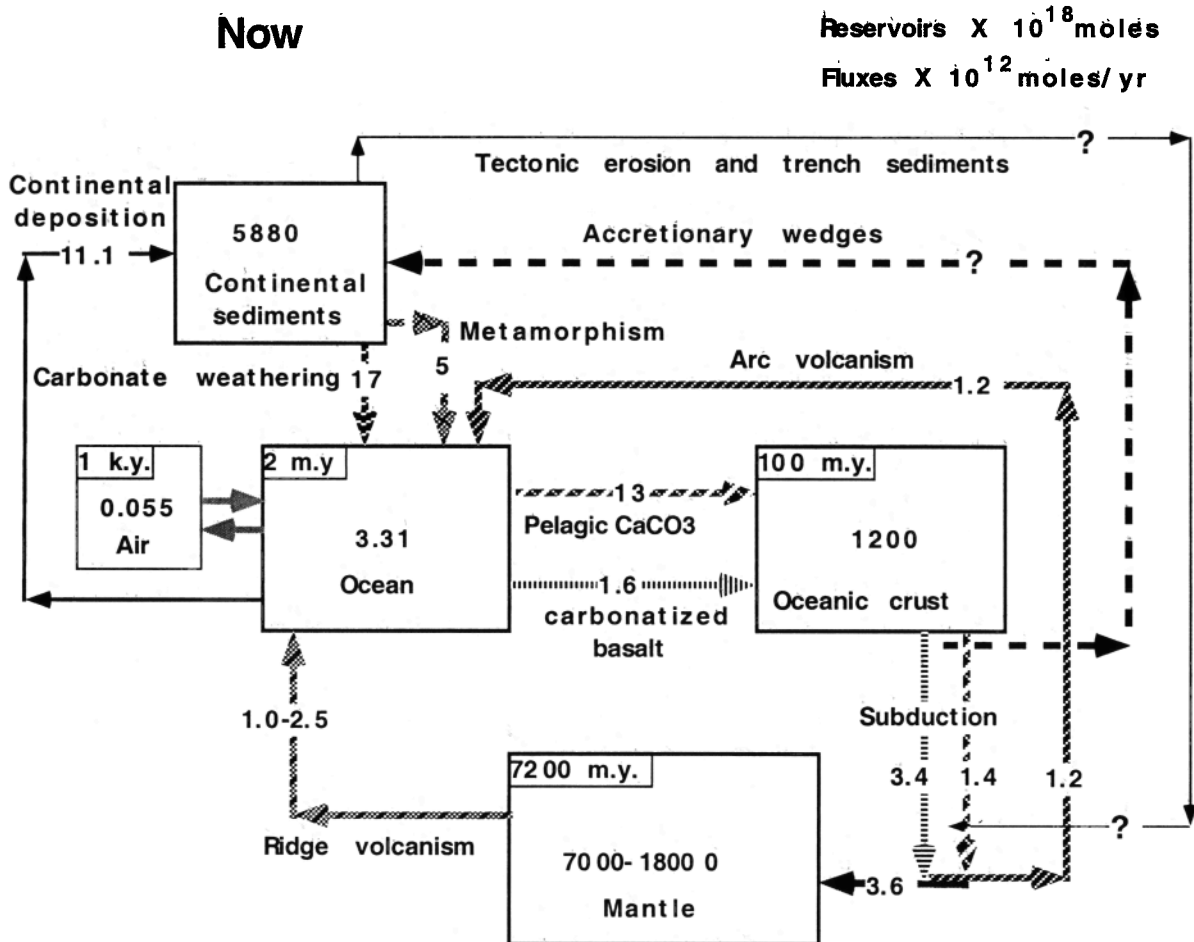 Now
Reservoirs X 10^18 moles
Fluxes X 10^12 moles/yr
?
Tectonic erosion and trench sediments
Continental
deposition
11.1
5880
Continental
sediments
Accretionary wedges
?
Metamorphism
Carbonate weathering 17
5
Arc volcanism
1.2
1 k.y.
0.055
Air
2 m.y
3.31
Ocean
13
Pelagic CaCO3
1.6
carbonatized
basalt
100 m.y.
1200
Oceanic crust
1.0-2.5
Subduction
3.4
1.4
1.2
?
Ridge volcanism
7200 m.y.
7000-18000
Mantle
3.6